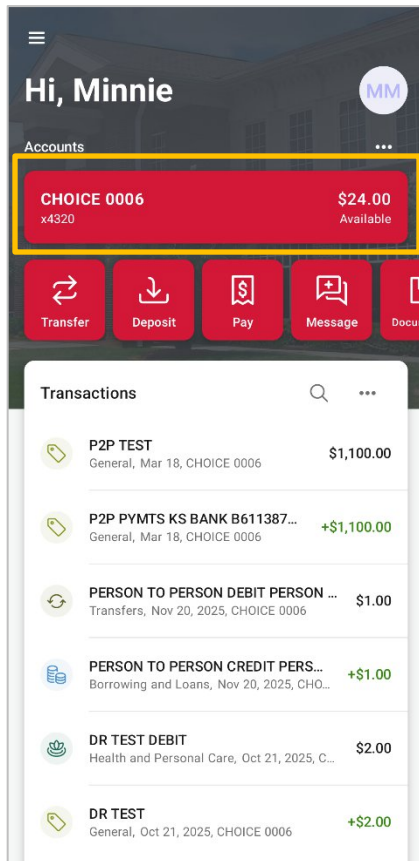 Hi, Minnie
MM
Accounts
CHOICE 0006 $24.00
x4320 Available
Transfer Deposit Pay Message Docu
Transactions
P2P TEST
$1,100.00
General, Mar 18, CHOICE 0006
P2P PYMTS KS BANK B611387...
+$1,100.00
General, Mar 18, CHOICE 0006
PERSON TO PERSON DEBIT PERSON ...
$1.00
Transfers, Nov 20, 2025, CHOICE 0006
PERSON TO PERSON CREDIT PERS...
+$1.00
Borrowing and Loans, Nov 20, 2025, CHO...
DR TEST DEBIT
$2.00
Health and Personal Care, Oct 21, 2025, C...
DR TEST
+$2.00
General, Oct 21, 2025, CHOICE 0006